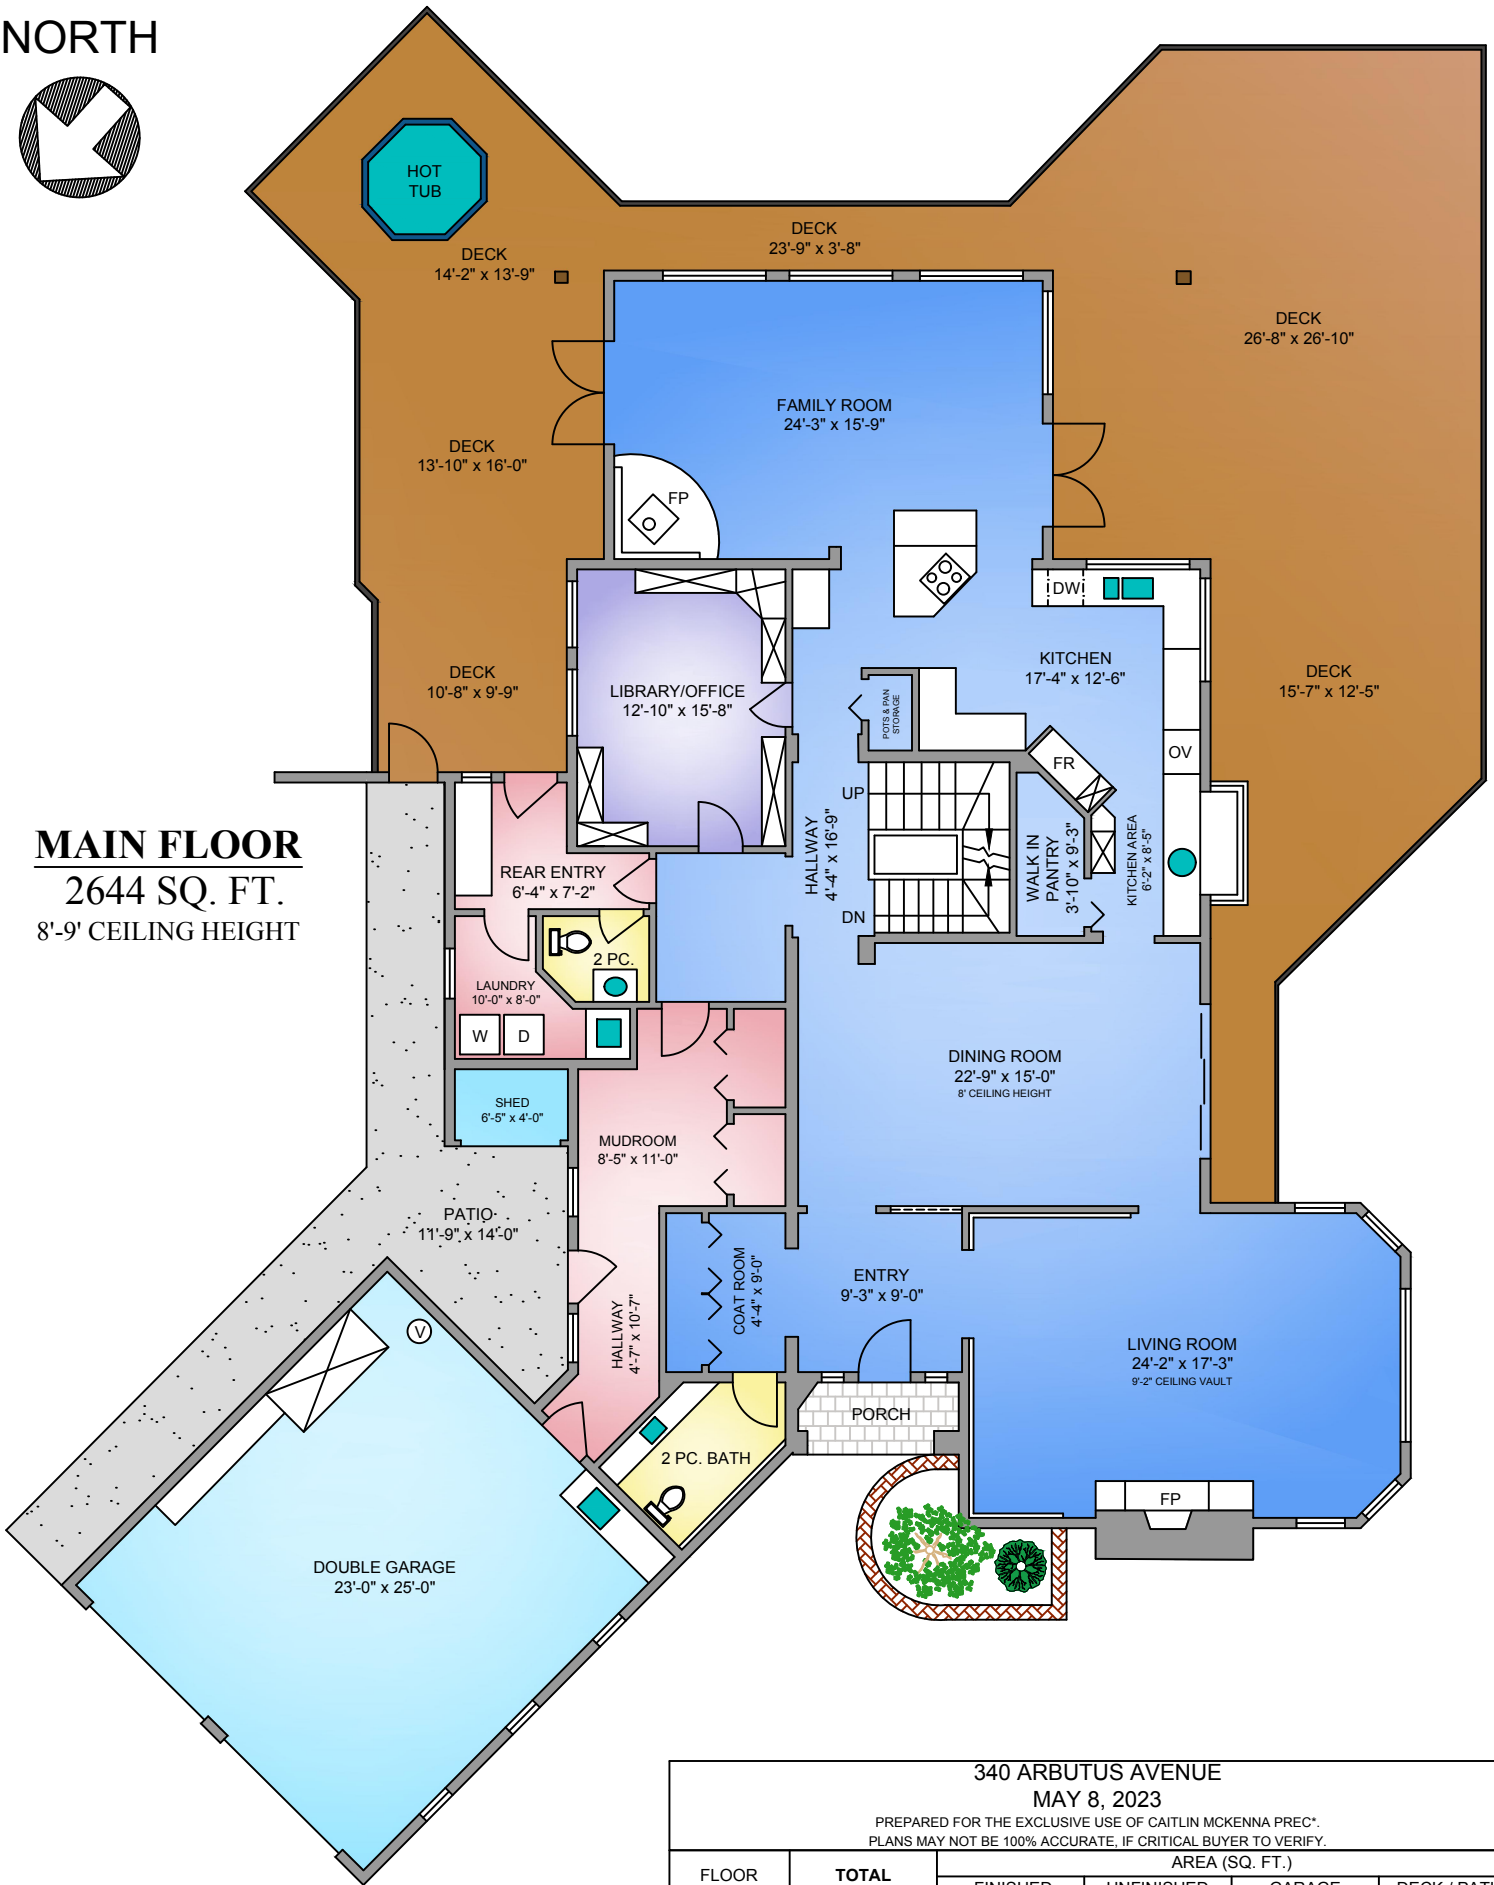 NORTH
HOT
TUB
DECK
14'-2" x 13'-9"
DECK
23'-9" x 3'-8"
DECK
26'-8" x 26'-10"
FAMILY ROOM
24'-3" x 15'-9"
DECK
13'-10" x 16'-0"
FP
DW
KITCHEN
17'-4" x 12'-6"
DECK
10'-8" x 9'-9"
LIBRARY/OFFICE
12'-10" x 15'-8"
POTS & PAN
STORAGE
DECK
15'-7" x 12'-5"
OV
FR
UP
HALLWAY
4'-4" x 16'-9"
WALK IN
PANTRY
3'-10" x 9'-3"
KITCHEN AREA
6'-2" x 8'-5"
DN
MAIN FLOOR
2644 SQ. FT.
8'-9' CEILING HEIGHT
REAR ENTRY
6'-4" x 7'-2"
2 PC.
LAUNDRY
10'-0" x 8'-0"
W
D
DINING ROOM
22'-9" x 15'-0"
8' CEILING HEIGHT
SHED
6'-5" x 4'-0"
MUDROOM
8'-5" x 11'-0"
PATIO
11'-9" x 14'-0"
COAT ROOM
4'-4" x 9'-0"
ENTRY
9'-3" x 9'-0"
HALLWAY
4'-7" x 10'-7"
V
LIVING ROOM
24'-2" x 17'-3"
9'-2" CEILING VAULT
PORCH
2 PC. BATH
FP
DOUBLE GARAGE
23'-0" x 25'-0"
340 ARBUTUS AVENUE
MAY 8, 2023
PREPARED FOR THE EXCLUSIVE USE OF CAITLIN MCKENNA PREC*.
PLANS MAY NOT BE 100% ACCURATE, IF CRITICAL BUYER TO VERIFY.
FLOOR
TOTAL
AREA (SQ. FT.)
FINISHED
UNFINISHED
GARAGE
DECK / PATI